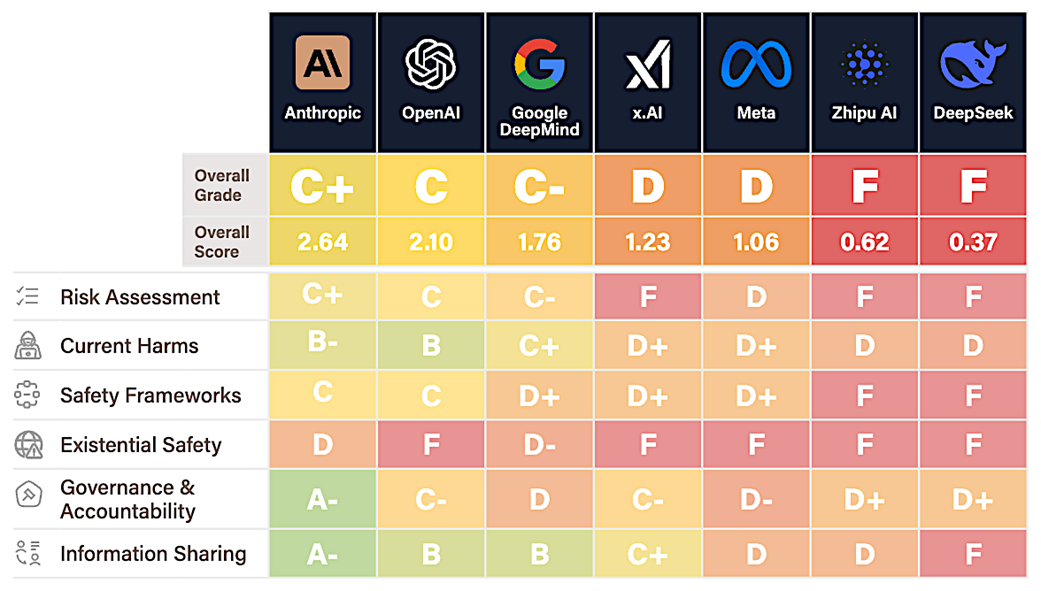 Anthropic OpenAI Google DeepMind x.AI Meta Zhipu AI DeepSeek
Overall Grade C+ C C- D D F F
Overall Score 2.64 2.10 1.76 1.23 1.06 0.62 0.37
Risk Assessment C+ C C- F D F F
Current Harms B- B C+ D+ D+ D D
Safety Frameworks C C D+ D+ D+ F F
Existential Safety D F D- F F F F
Governance & Accountability A- C- D C- D- D+ D+
Information Sharing A- B B C+ D D F